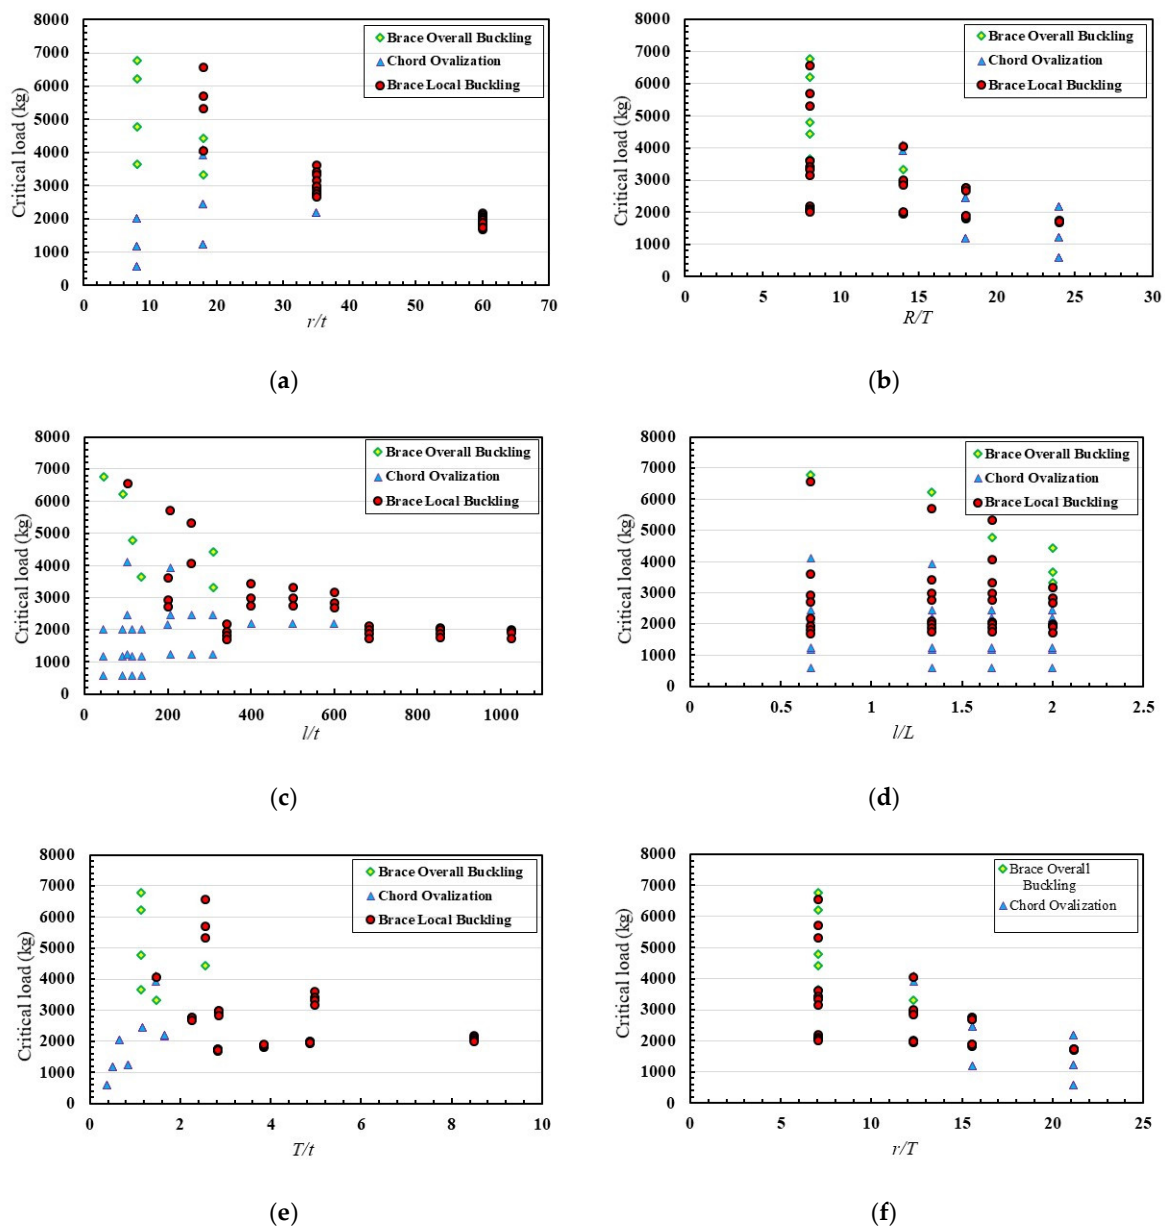 8000
7000
6000
5000
4000
3000
2000
1000
0
Critical load (kg)
Brace Overall Buckling
Chord Ovalization
Brace Local Buckling
0 10 20 30 40 50 60 70
r/t
(a)
8000
7000
6000
5000
4000
3000
2000
1000
0
Critical load (kg)
Brace Overall Buckling
Chord Ovalization
Brace Local Buckling
0 5 10 15 20 25 30
R/T
(b)
8000
7000
6000
5000
4000
3000
2000
1000
0
Critical load (kg)
Brace Overall Buckling
Chord Ovalization
Brace Local Buckling
0 200 400 600 800 1000
l/t
(c)
8000
7000
6000
5000
4000
3000
2000
1000
0
Critical load (kg)
Brace Overall Buckling
Chord Ovalization
Brace Local Buckling
0 0.5 1 1.5 2 2.5
l/L
(d)
8000
7000
6000
5000
4000
3000
2000
1000
0
Critical load (kg)
Brace Overall Buckling
Chord Ovalization
Brace Local Buckling
0 2 4 6 8 10
T/t
(e)
8000
7000
6000
5000
4000
3000
2000
1000
0
Critical load (kg)
Brace Overall
Buckling
Chord Ovalization
0 5 10 15 20 25
r/T
(f)